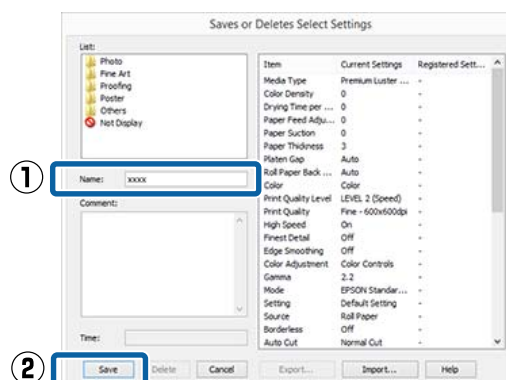 Saves or Deletes Select Settings
List:
Photo
Fine Art
Proofing
Poster
Others
Not Display
①
Name: xxxx
Comment:
Time:
②
Save Delete Cancel Export... Import... Help
Item Current Settings Registered Sett...
Media Type Premium Luster ... -
Color Density 0 -
Drying Time per ... 0 -
Paper Feed Adju... 0 -
Paper Suction 0 -
Paper Thickness 3 -
Platen Gap Auto -
Roll Paper Back ... Auto -
Color Color -
Print Quality Level LEVEL 2 (Speed) -
Print Quality Fine - 600x600dpi -
High Speed On -
Finest Detail Off -
Edge Smoothing Off -
Color Adjustment Color Controls -
Gamma 2.2 -
Mode EPSON Standar... -
Setting Default Setting -
Source Roll Paper -
Borderless Off -
Auto Cut Normal Cut -